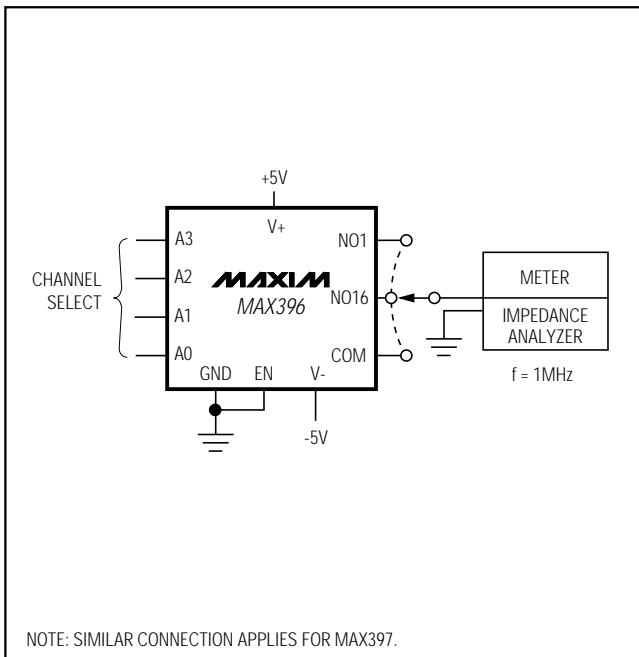 +5V
V+
A3
A2
A1
A0
CHANNEL
SELECT
MAXIM
MAX396
NO1
NO16
COM
GND EN V-
-5V
METER
IMPEDANCE
ANALYZER
f = 1MHz
NOTE: SIMILAR CONNECTION APPLIES FOR MAX397.